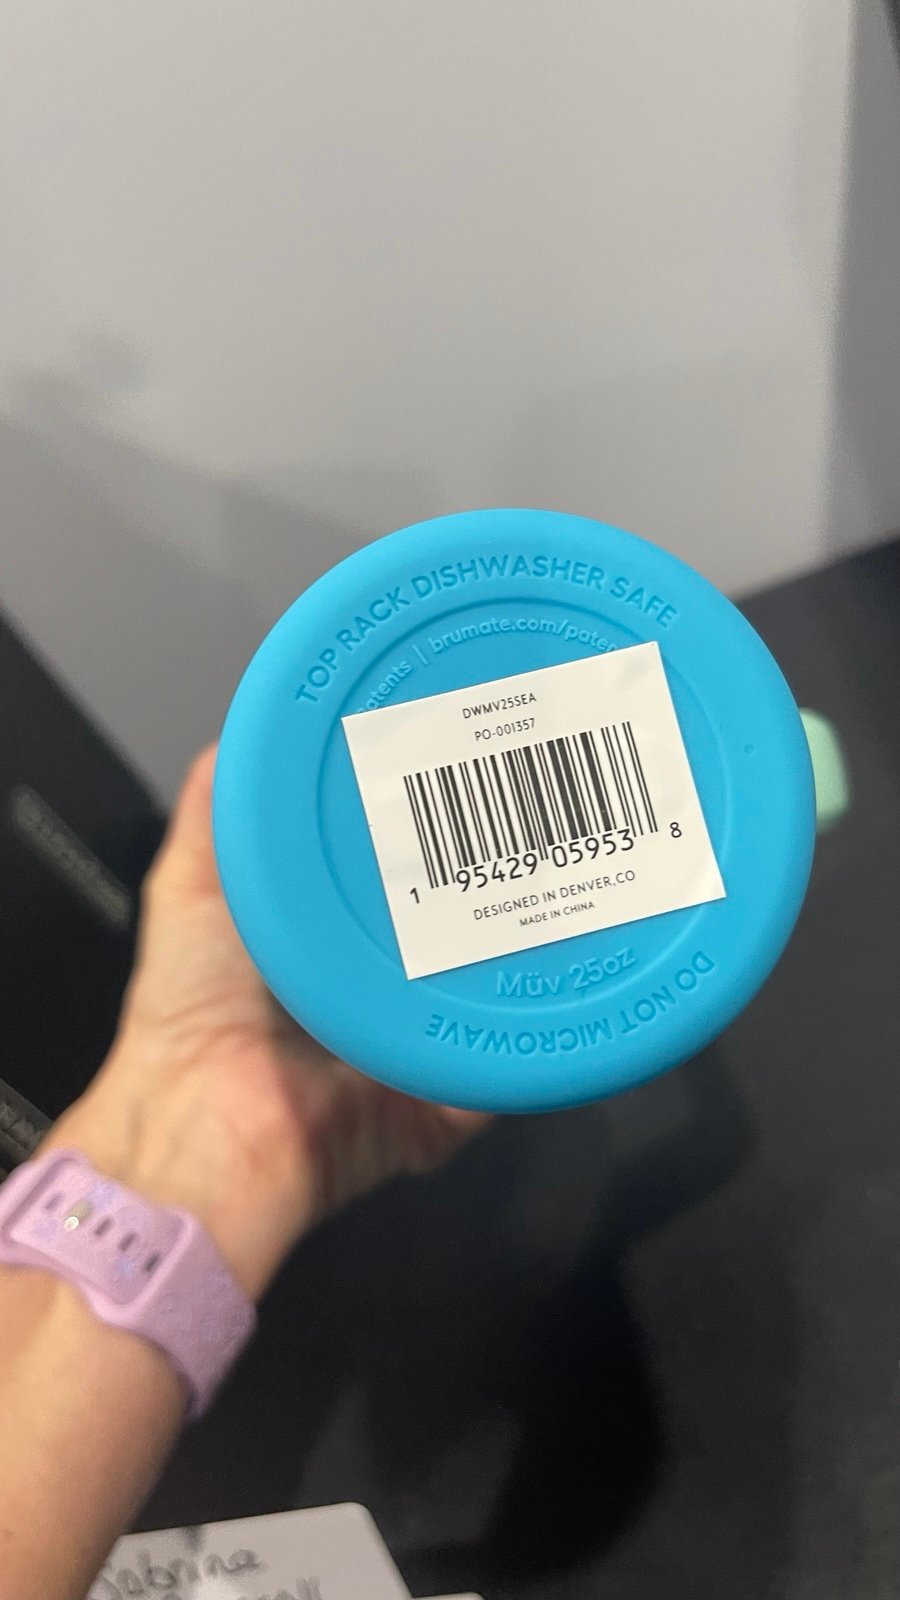 TOP RACK DISHWASHER SAFE
Patents | brumate.com/paten
DWMV25SEA
PO-001357
1 95429 05953 8
DESIGNED IN DENVER,CO
MADE IN CHINA
Müv 25oz
DO NOT MICROWAVE
Sabrina